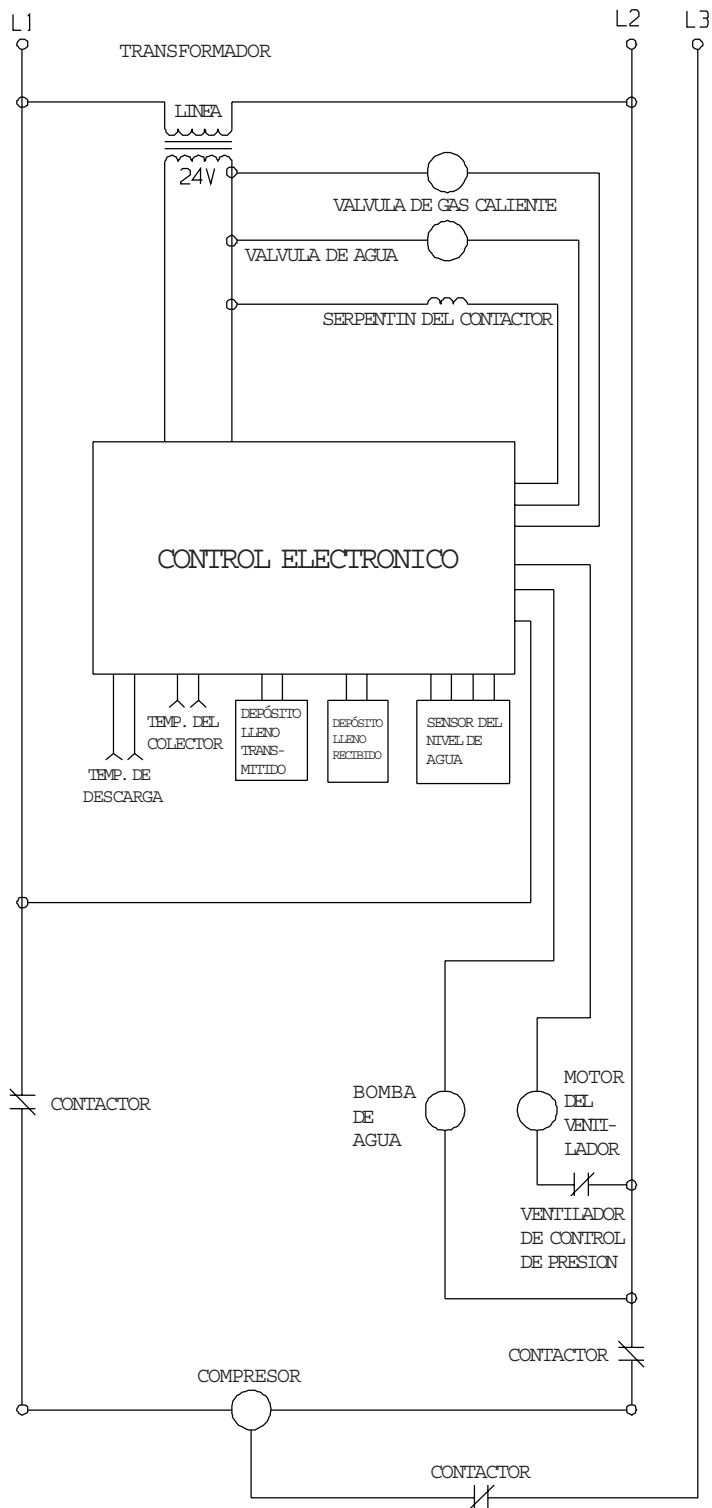 L1
L2
L3
TRANSFORMADOR
LINEA
24V
VALVULA DE GAS CALIENTE
VALVULA DE AGUA
SERPENTIN DEL CONTACTOR
CONTROL ELECTRONICO
TEMP. DE
DESCARGA
TEMP. DEL
COLECTOR
DEPÓSITO
LLENO
TRANS-
MITIDO
DEPÓSITO
LLENO
RECIBIDO
SENSOR DEL
NIVEL DE
AGUA
CONTACTOR
BOMBA
DE
AGUA
MOTOR
DEL
VENTI-
LADOR
VENTILADOR
DE CONTROL
DE PRESION
CONTACTOR
COMPRESOR
CONTACTOR